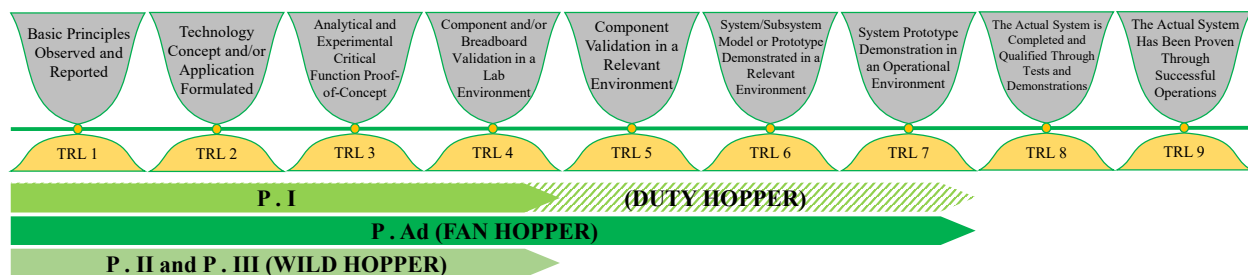 Basic Principles
Observed and
Reported
Technology
Concept and/or
Application
Formulated
Analytical and
Experimental
Critical
Function Proof-
of-Concept
Component and/or
Breadboard
Validation in a
Lab
Environment
Component
Validation in a
Relevant
Environment
System/Subsystem
Model or Prototype
Demonstrated in a
Relevant
Environment
System Prototype
Demonstration in
an Operational
Environment
The Actual System is
Completed and
Qualified Through
Tests and
Demonstrations
The Actual System
Has Been Proven
Through
Successful
Operations
TRL 1
TRL 2
TRL 3
TRL 4
TRL 5
TRL 6
TRL 7
TRL 8
TRL 9
P . I
(DUTY HOPPER)
P . Ad (FAN HOPPER)
P . II and P . III (WILD HOPPER)